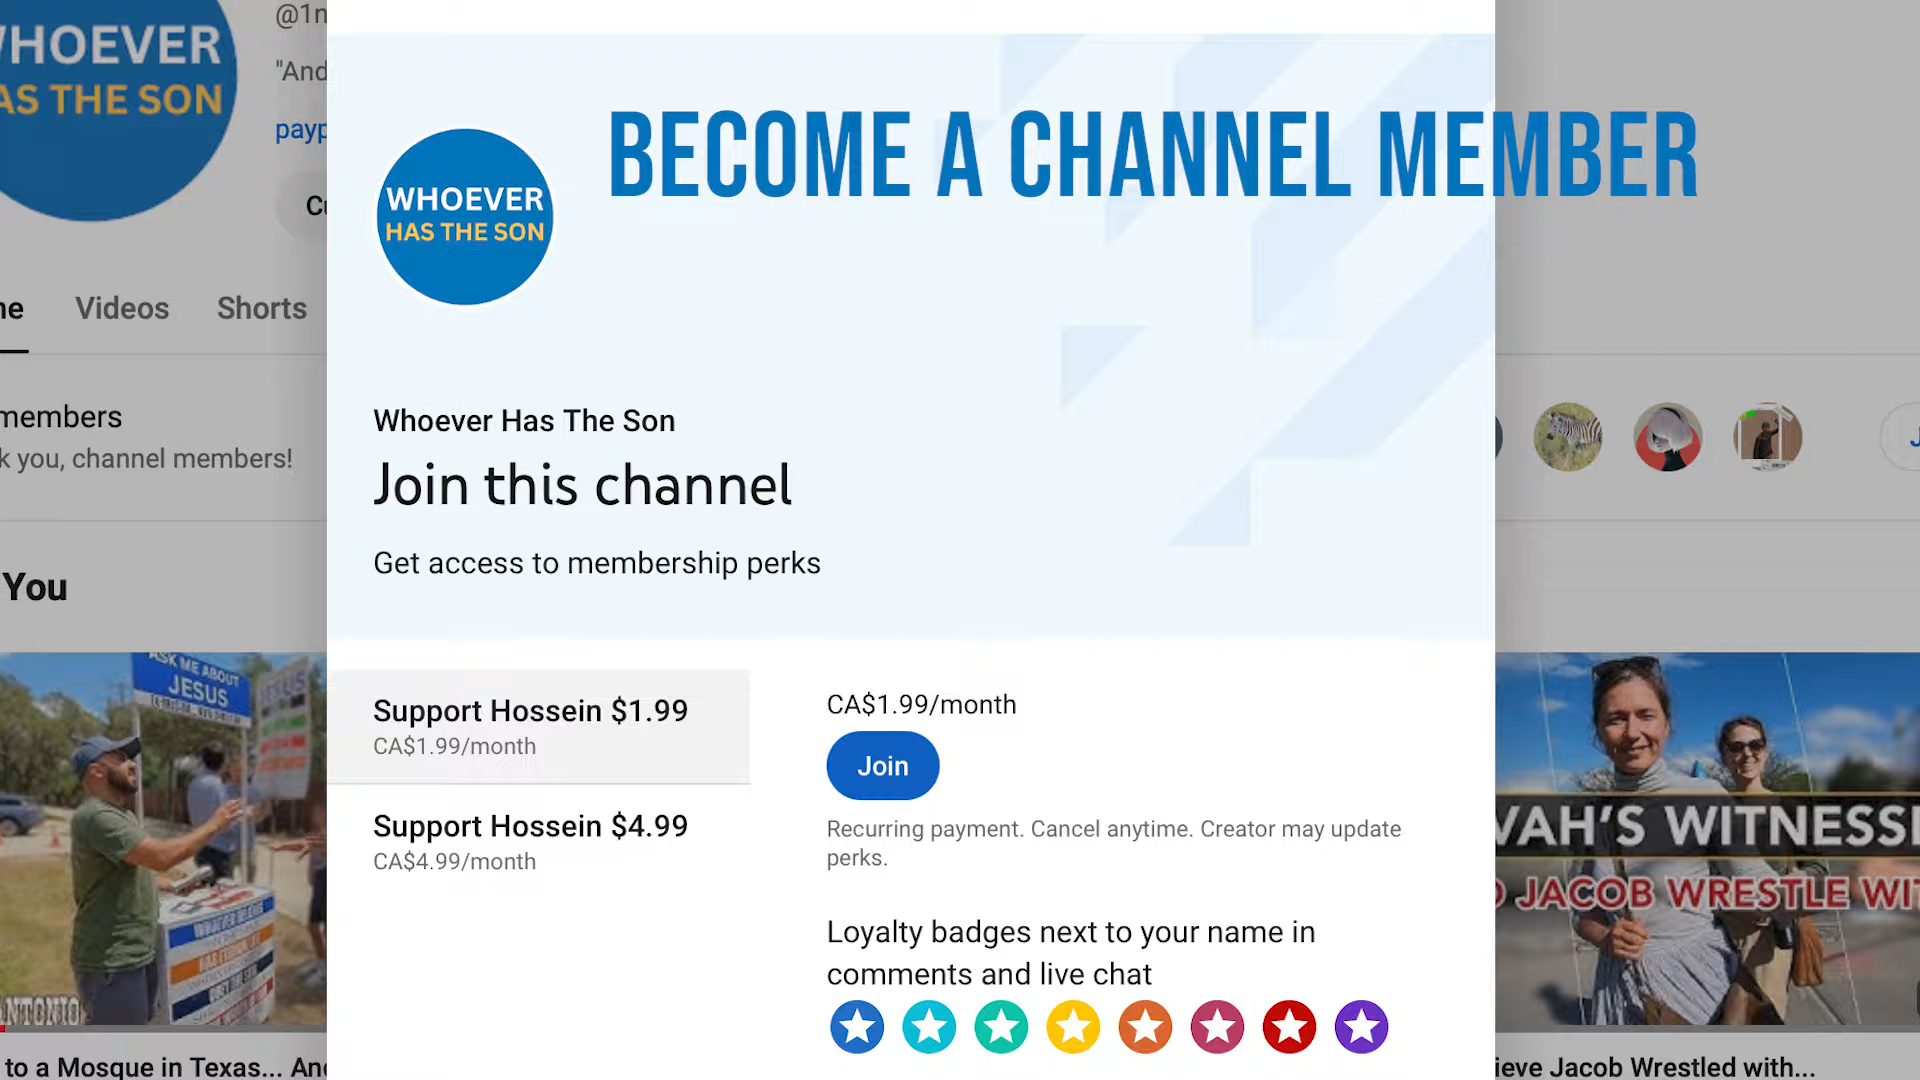 WHOEVER
HAS THE SON
@1n
"And
payp
Cu
BECOME A CHANNEL MEMBER
WHOEVER
HAS THE SON
Videos
Shorts
members
you, channel members!
Whoever Has The Son
Join this channel
Get access to membership perks
You
Support Hossein $1.99
CA$1.99/month
Support Hossein $4.99
CA$4.99/month
CA$1.99/month
Join
Recurring payment. Cancel anytime. Creator may update
perks.
Loyalty badges next to your name in
comments and live chat
ASK ME ABOUT
JESUS
VAH'S WITNESSE
JACOB WRESTLE WIT
to a Mosque in Texas... An
ieve Jacob Wrestled with...